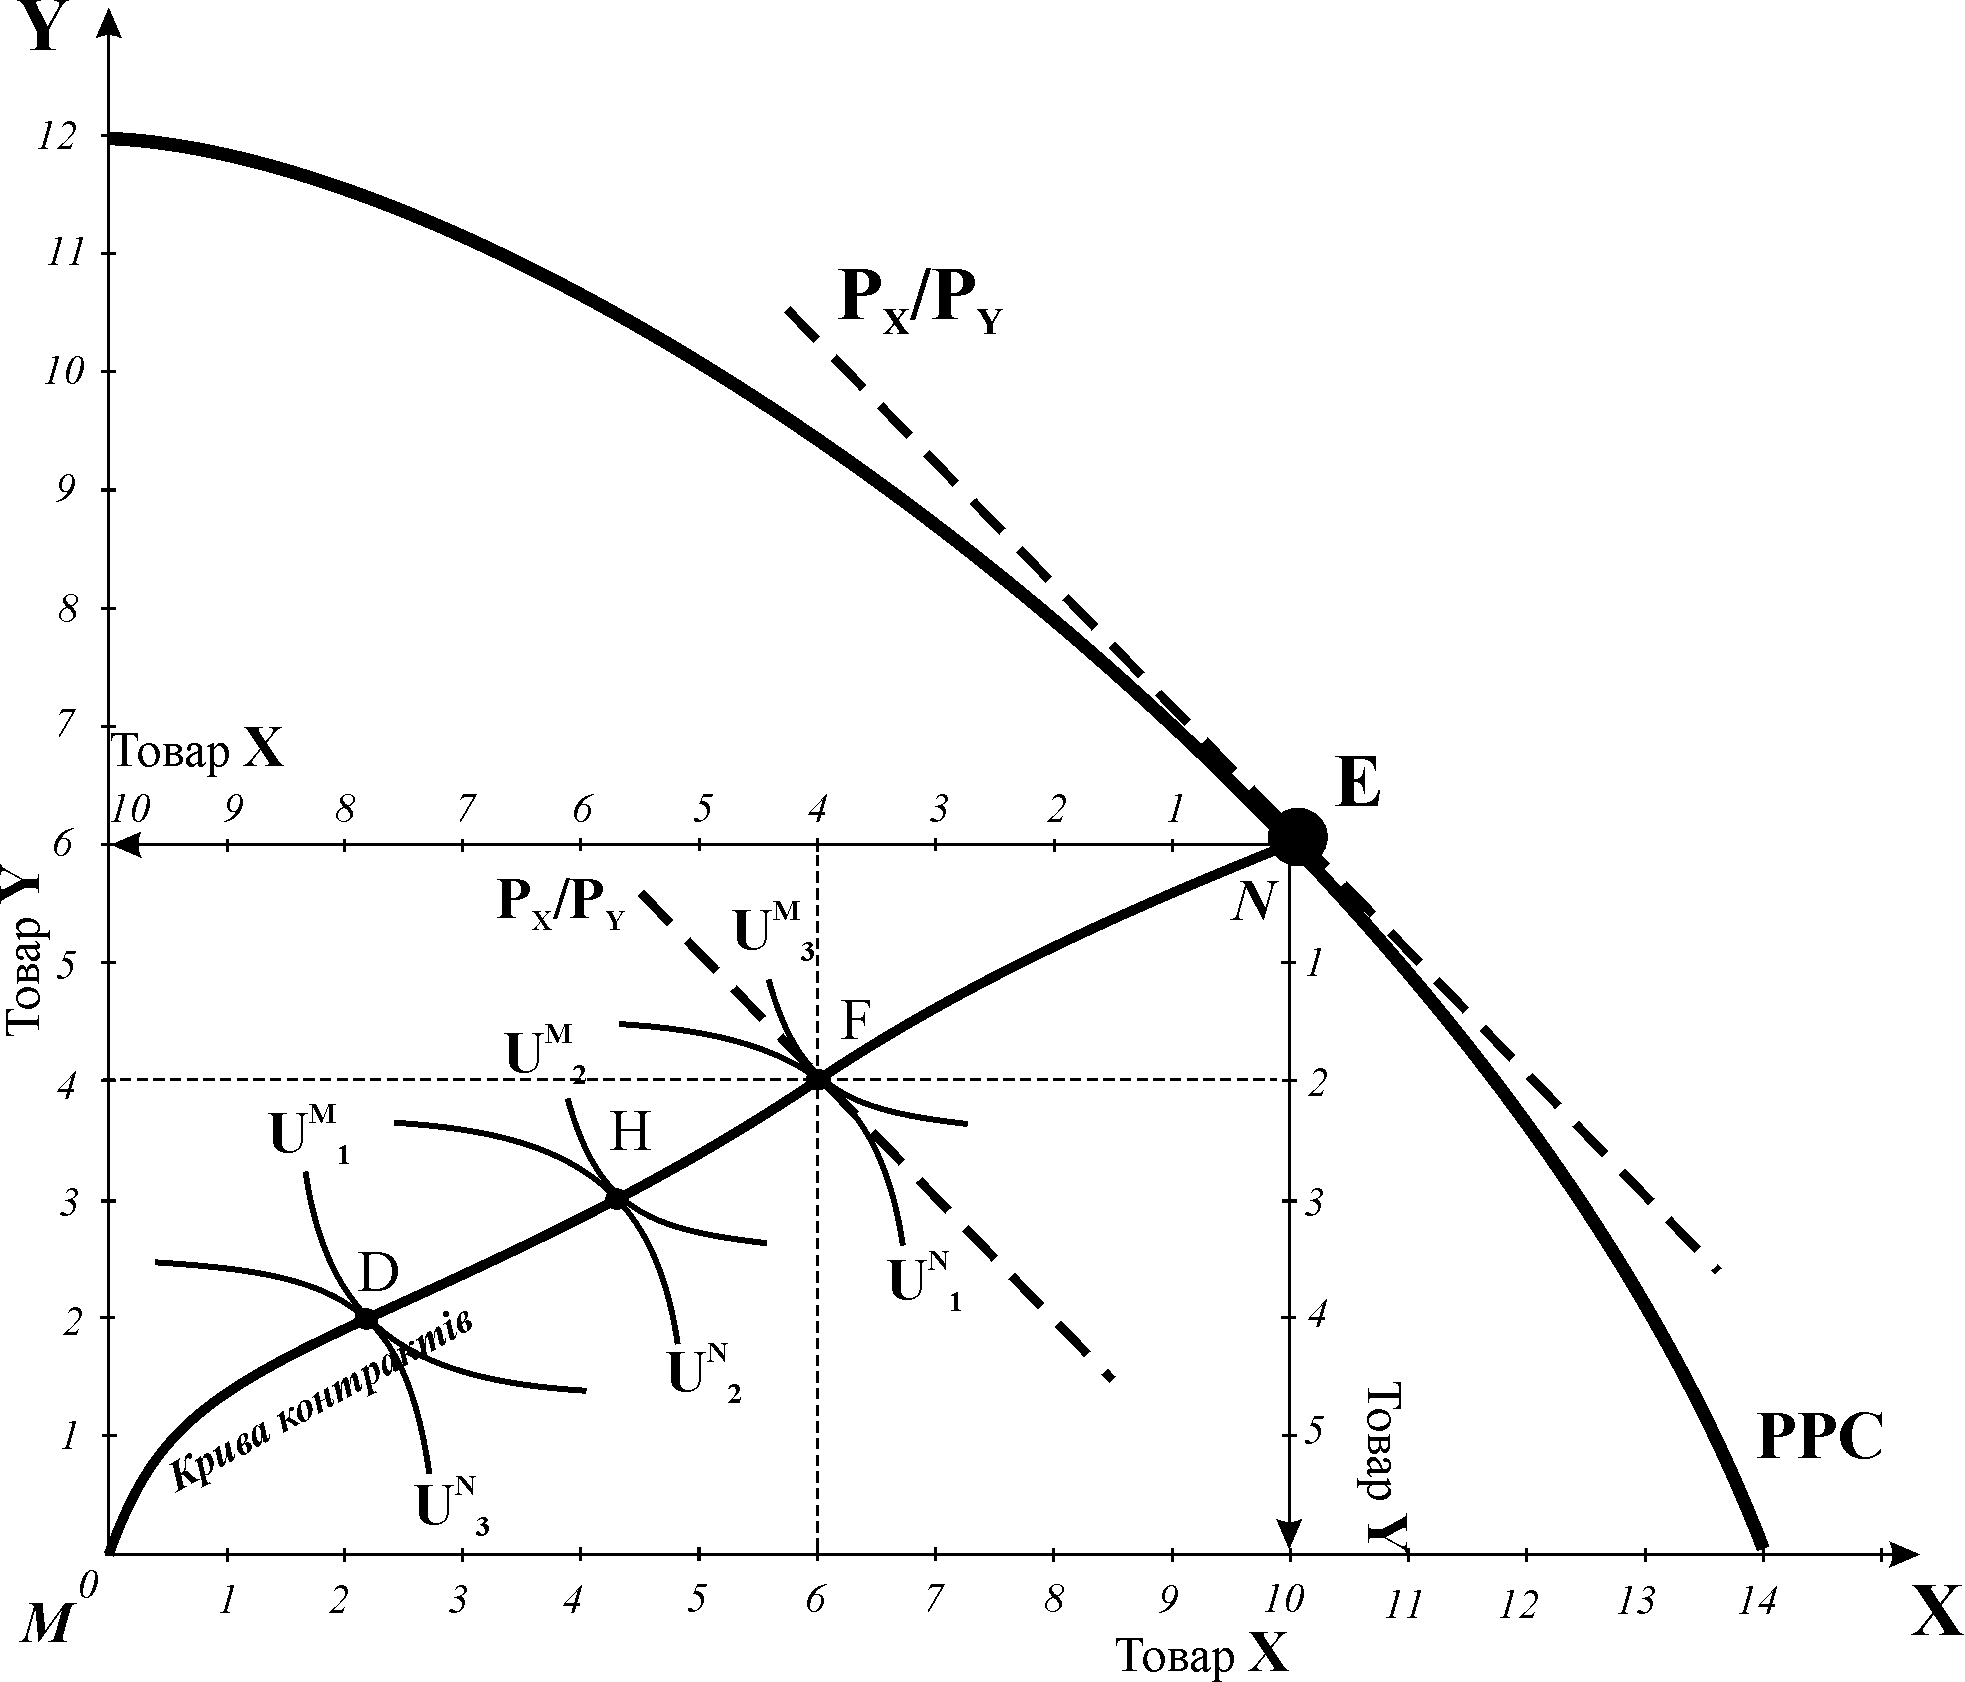 Y
12
11
10
9
8
7
6
5
4
3
2
1
0
Товар Y
P_X/P_Y
Товар X
10 9 8 7 6 5 4 3 2 1
E
N
P_X/P_Y
U^M_3
F
U^M_2
H
U^M_1
D
U^N_1
U^N_2
U^N_3
Крива контрактів
1
2
3
4
5
Товар Y
PPC
M
1 2 3 4 5 6 7 8 9 10 11 12 13 14
X
Товар X